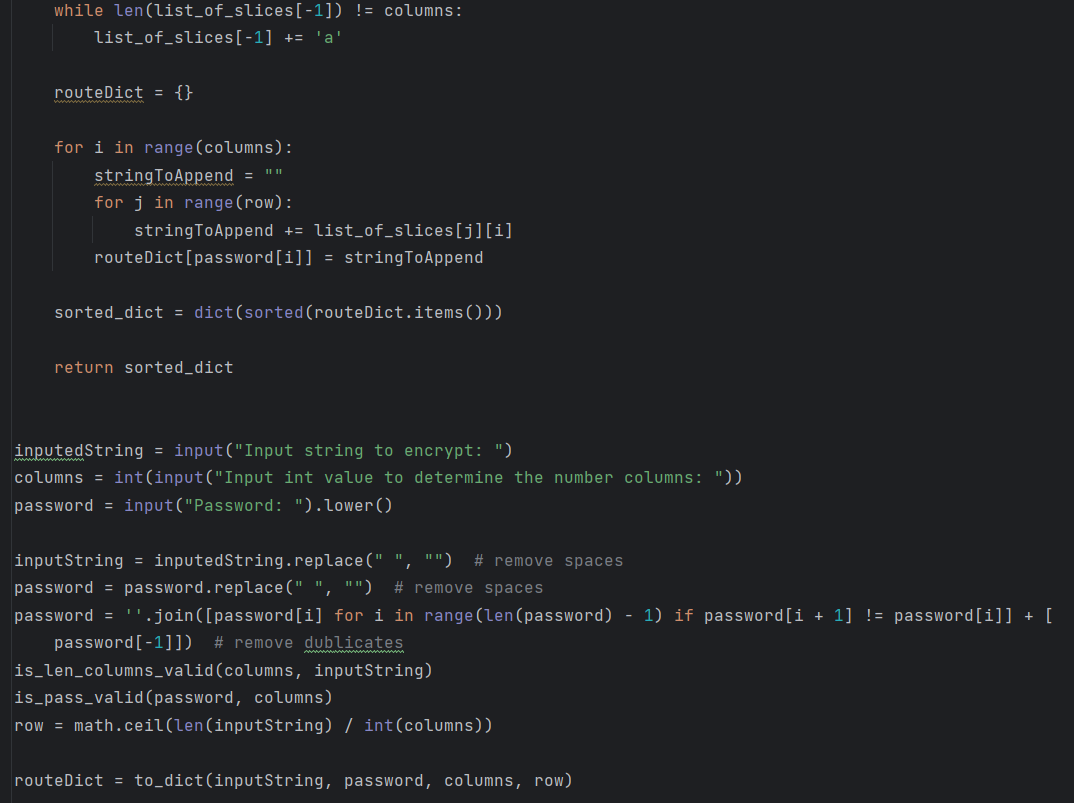 while len(list_of_slices[-1]) != columns:
        list_of_slices[-1] += 'a'

    routeDict = {}

    for i in range(columns):
        stringToAppend = ""
        for j in range(row):
            stringToAppend += list_of_slices[j][i]
        routeDict[password[i]] = stringToAppend

    sorted_dict = dict(sorted(routeDict.items()))

    return sorted_dict


inputedString = input("Input string to encrypt: ")
columns = int(input("Input int value to determine the number columns: "))
password = input("Password: ").lower()

inputString = inputedString.replace(" ", "")  # remove spaces
password = password.replace(" ", "")  # remove spaces
password = ''.join([password[i] for i in range(len(password) - 1) if password[i + 1] != password[i]] + [
    password[-1]])  # remove dublicates
is_len_columns_valid(columns, inputString)
is_pass_valid(password, columns)
row = math.ceil(len(inputString) / int(columns))

routeDict = to_dict(inputString, password, columns, row)